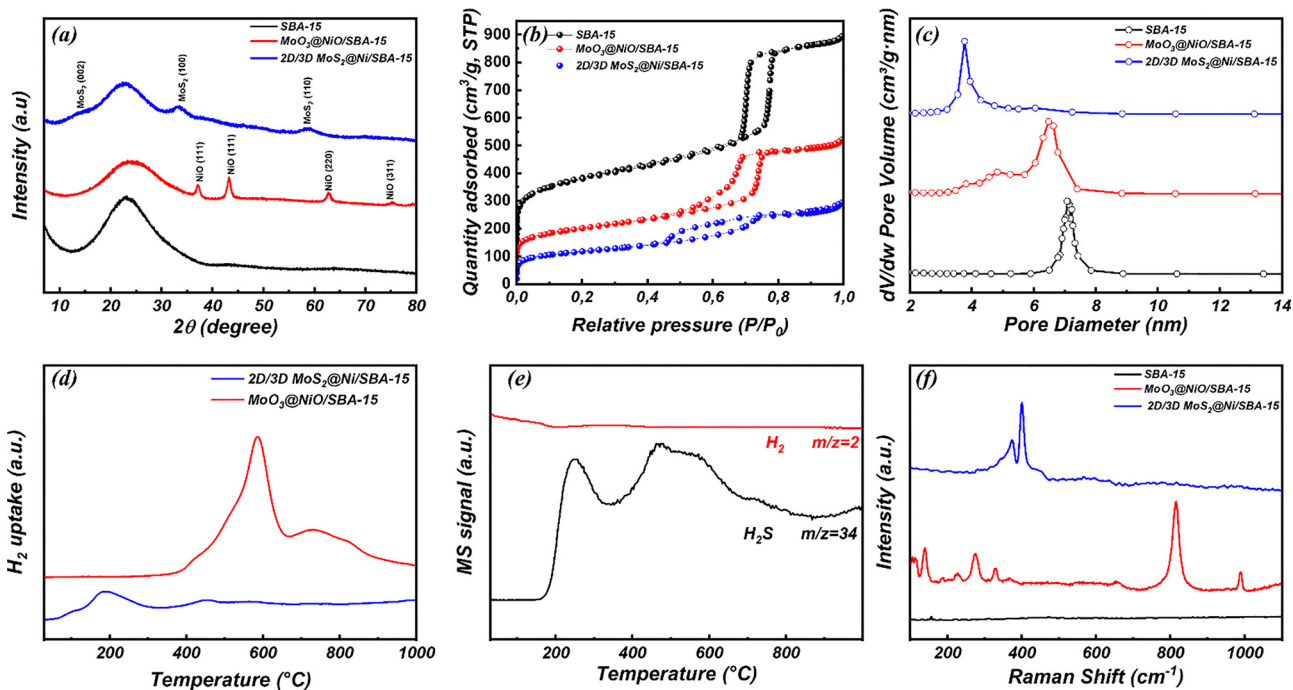 (a)
SBA-15
MoO₃@NiO/SBA-15
2D/3D MoS₂@Ni/SBA-15
MoS₂ (002)
MoS₂ (100)
MoS₂ (110)
NiO (111)
NiO (111)
NiO (220)
NiO (311)
Intensity (a.u)
10 20 30 40 50 60 70 80
2θ (degree)
(b)
SBA-15
MoO₃@NiO/SBA-15
2D/3D MoS₂@Ni/SBA-15
Quantity adsorbed (cm³/g, STP)
900
800
700
600
500
400
300
200
100
0
0,0 0,2 0,4 0,6 0,8 1,0
Relative pressure (P/P₀)
(c)
SBA-15
MoO₃@NiO/SBA-15
2D/3D MoS₂@Ni/SBA-15
dV/dw Pore Volume (cm³/g·nm)
2 4 6 8 10 12 14
Pore Diameter (nm)
(d)
2D/3D MoS₂@Ni/SBA-15
MoO₃@NiO/SBA-15
H₂ uptake (a.u.)
200 400 600 800 1000
Temperature (°C)
(e)
H₂ m/z=2
H₂S m/z=34
MS signal (a.u.)
200 400 600 800 1000
Temperature (°C)
(f)
SBA-15
MoO₃@NiO/SBA-15
2D/3D MoS₂@Ni/SBA-15
Intensity (a.u.)
200 400 600 800 1000
Raman Shift (cm⁻¹)